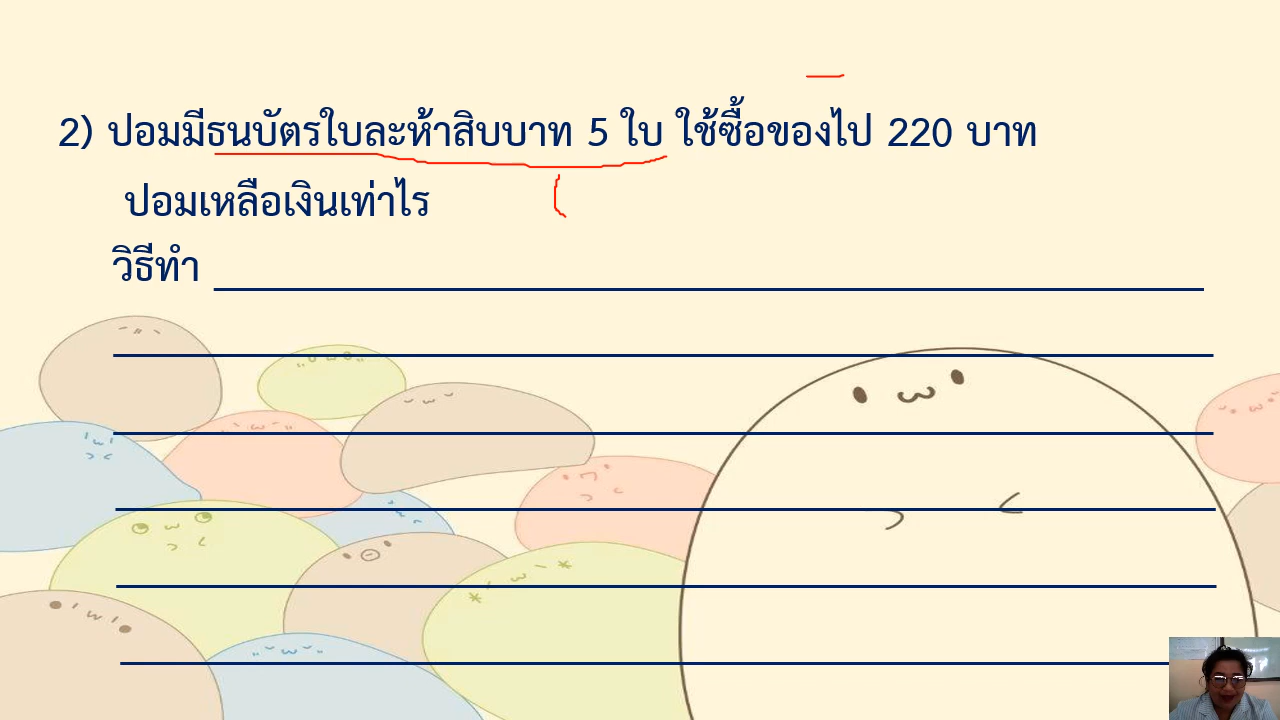 2) ปอมมีธนบัตรใบละห้าสิบบาท 5 ใบ ใช้ซื้อของไป 220 บาท
ปอมเหลือเงินเท่าไร
วิธีทำ